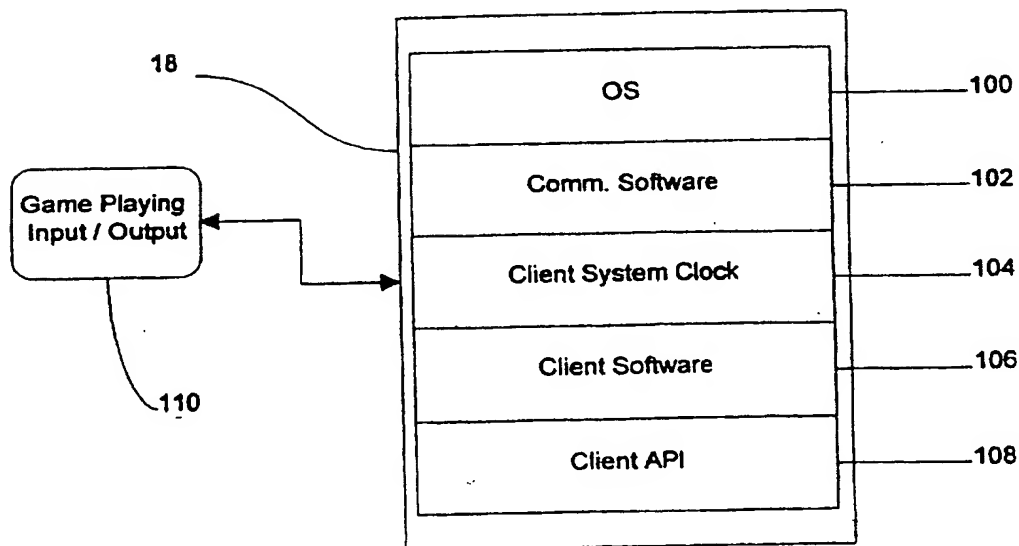 18
OS
100
Comm. Software
102
Game Playing
Input / Output
Client System Clock
104
Client Software
106
110
Client API
108